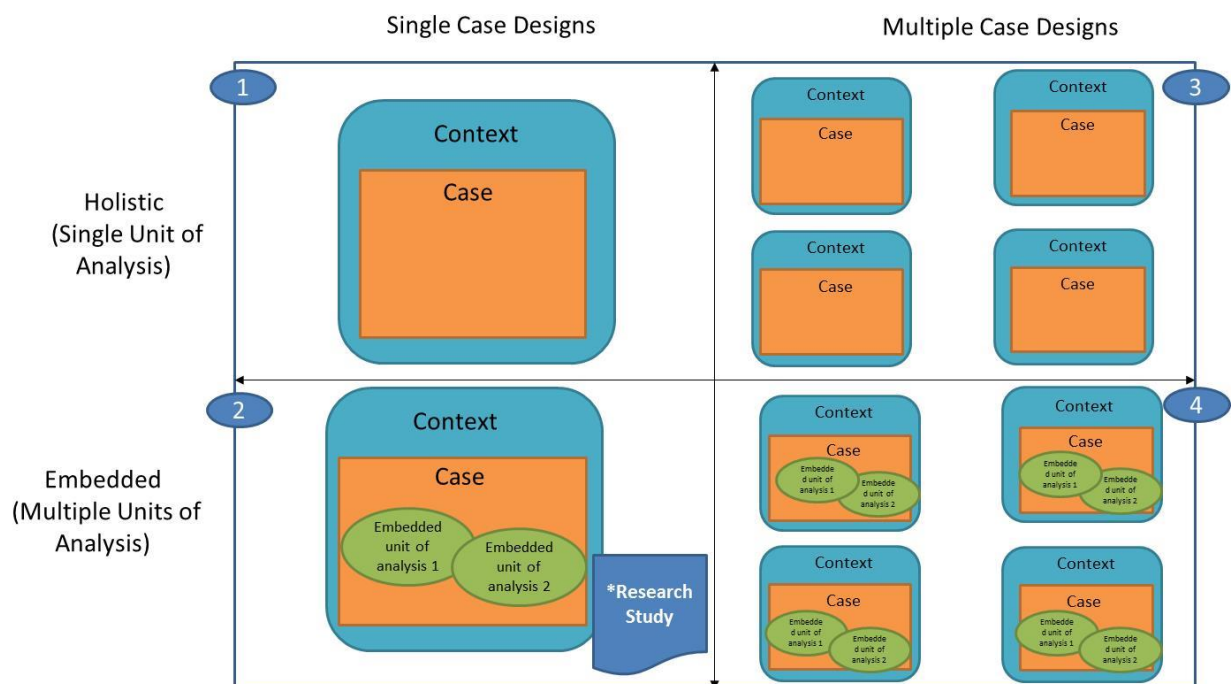 Single Case Designs
Multiple Case Designs
1
3
Holistic
(Single Unit of
Analysis)
Context
Case
Context
Case
Context
Case
Context
Case
Context
Case
2
4
Embedded
(Multiple Units of
Analysis)
Context
Case
Embedded
unit of
analysis 1
Embedded
unit of
analysis 2
*Research
Study
Context
Case
Embedde
d unit of
analysis 1
Embedde
d unit of
analysis 2
Context
Case
Embedde
d unit of
analysis 1
Embedde
d unit of
analysis 2
Context
Case
Embedde
d unit of
analysis 1
Embedde
d unit of
analysis 2
Context
Case
Embedde
d unit of
analysis 1
Embedde
d unit of
analysis 2